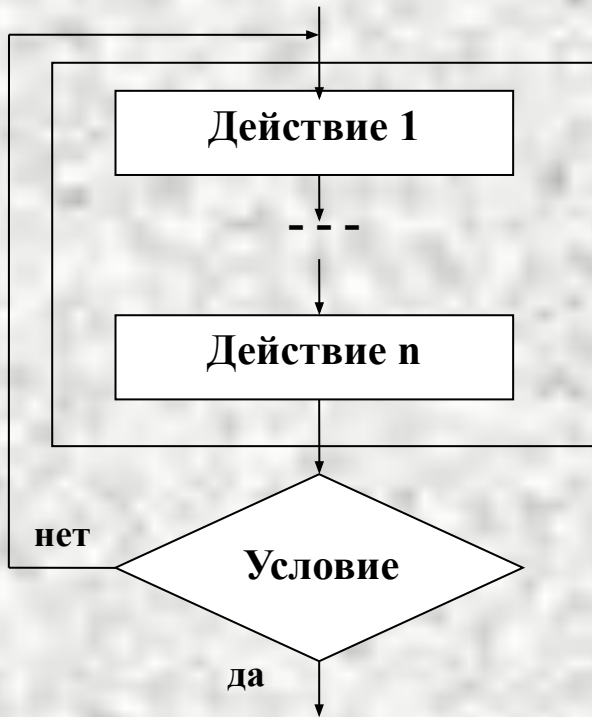 Действие 1
- - -
Действие n
нет
Условие
да